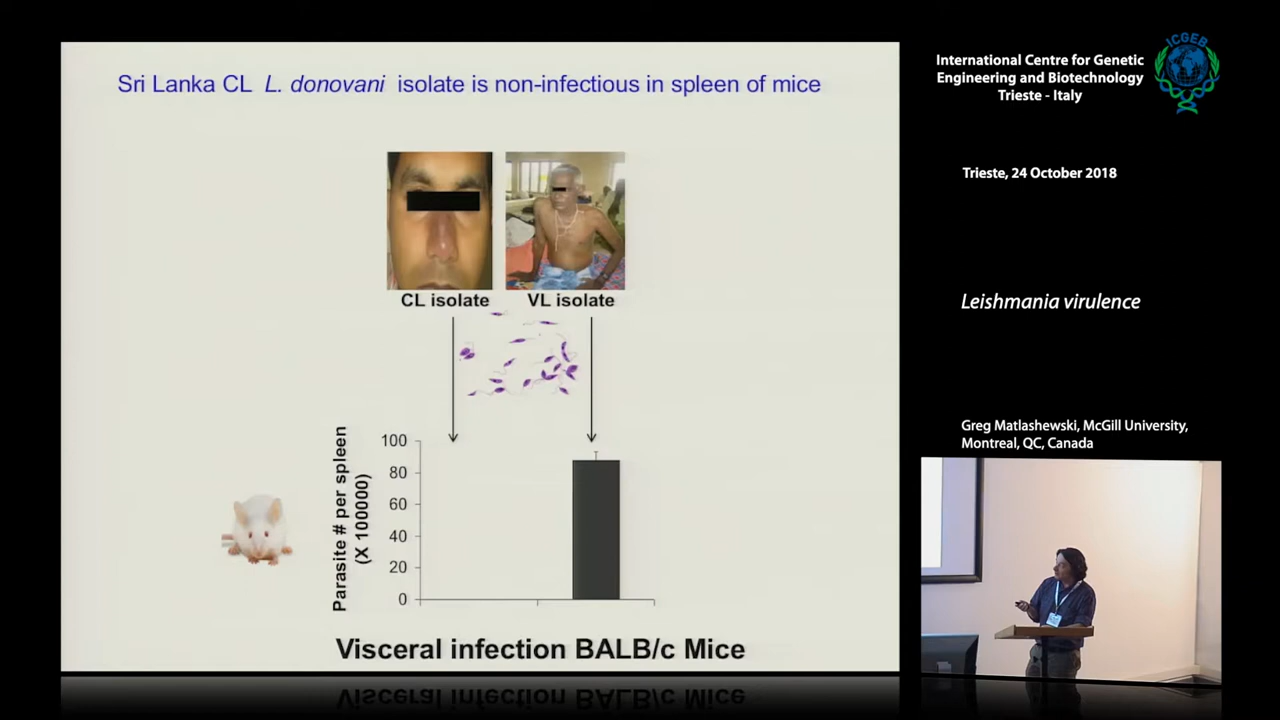 Sri Lanka CL L. donovani isolate is non-infectious in spleen of mice
CL isolate
VL isolate
Parasite # per spleen
(X 100000)
100
80
60
40
20
0
Visceral infection BALB/c Mice
ICGEB
International Centre for Genetic
Engineering and Biotechnology
Trieste - Italy
Trieste, 24 October 2018
Leishmania virulence
Greg Matlashewski, McGill University,
Montreal, QC, Canada